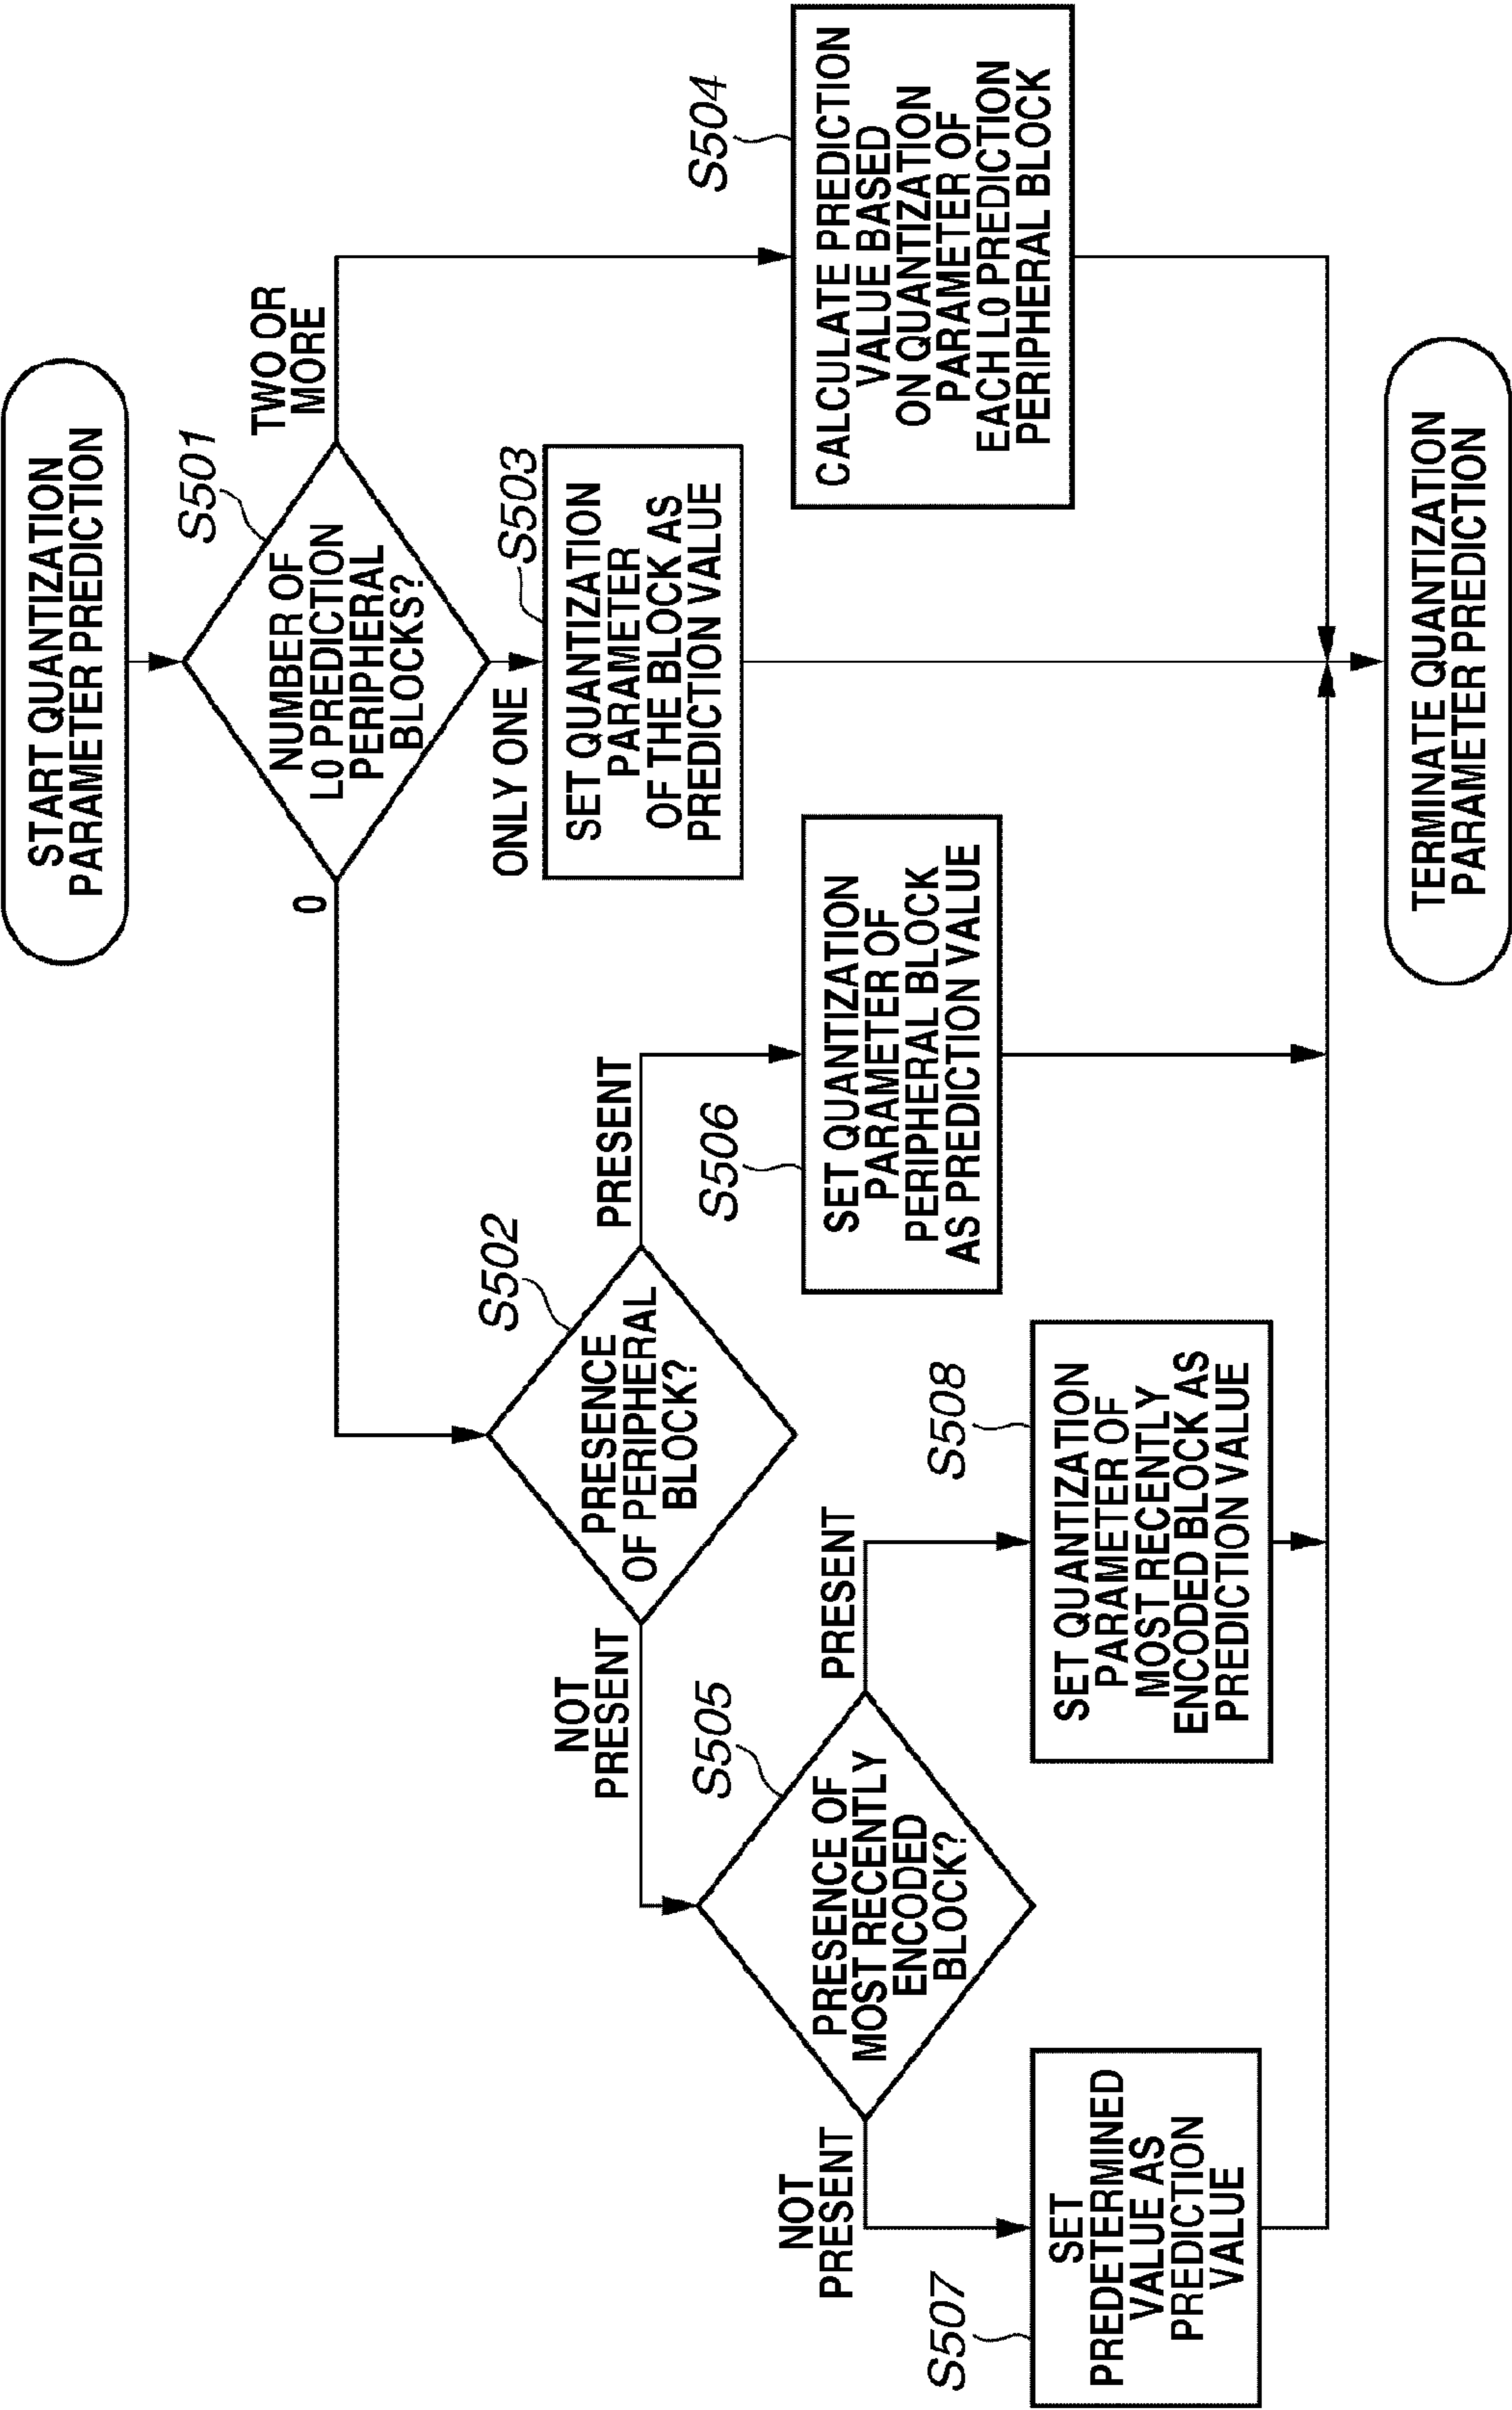 START QUANTIZATION
PARAMETER PREDICTION
S501
NUMBER OF
L0 PREDICTION
PERIPHERAL
BLOCKS?
0
ONLY ONE
TWO OR
MORE
S502
PRESENCE
OF PERIPHERAL
BLOCK?
NOT
PRESENT
PRESENT
S503
SET QUANTIZATION
PARAMETER
OF THE BLOCK AS
PREDICTION VALUE
S504
CALCULATE PREDICTION
VALUE BASED
ON QUANTIZATION
PARAMETER OF
EACH L0 PREDICTION
PERIPHERAL BLOCK
S505
PRESENCE OF
MOST RECENTLY
ENCODED
BLOCK?
NOT
PRESENT
PRESENT
S506
SET QUANTIZATION
PARAMETER OF
PERIPHERAL BLOCK
AS PREDICTION VALUE
S507
SET
PREDETERMINED
VALUE AS
PREDICTION
VALUE
S508
SET QUANTIZATION
PARAMETER OF
MOST RECENTLY
ENCODED BLOCK AS
PREDICTION VALUE
TERMINATE QUANTIZATION
PARAMETER PREDICTION